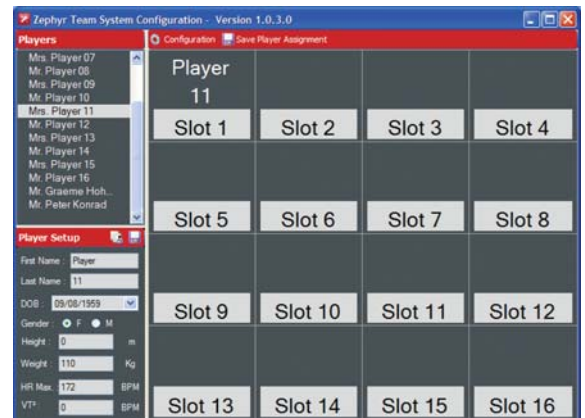 Zephyr Team System Configuration - Version 1.0.3.0
Players
Configuration Save Player Assignment
Mrs. Player 07
Mr. Player 08
Mrs. Player 09
Mr. Player 10
Mrs. Player 11
Mr. Player 12
Mrs. Player 13
Mr. Player 14
Mrs. Player 15
Mr. Player 16
Mr. Graeme Hoh...
Mr. Peter Konrad
Player
11
Slot 1 Slot 2 Slot 3 Slot 4
Slot 5 Slot 6 Slot 7 Slot 8
Slot 9 Slot 10 Slot 11 Slot 12
Slot 13 Slot 14 Slot 15 Slot 16
Player Setup
First Name : Player
Last Name : 11
DOB : 09/08/1959
Gender : F M
Height : 0 m
Weight : 110 Kg
HR Max. 172 BPM
0 BPM